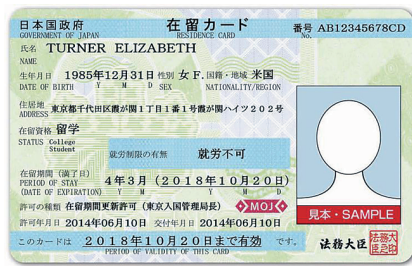 日本国政府 在留カード 番号 AB12345678CD
GOVERNMENT OF JAPAN RESIDENCE CARD No.
氏名 TURNER ELIZABETH
NAME
生年月日 1985年12月31日 性別 女 F. 国籍・地域 米国
DATE OF BIRTH Y M D SEX NATIONALITY/REGION
住居地 東京都千代田区霞が関1丁目1番1号霞が関ハイツ202号
ADDRESS
在留資格 留学
STATUS College Student
就労制限の有無 就労不可
在留期間(満了日) 4年3月(2018年10月20日)
PERIOD OF STAY Y M Y M D
(DATE OF EXPIRATION)
許可の種類 在留期間更新許可(東京入国管理局長) MOJ
許可年月日 2014年06月10日 交付年月日 2014年06月10日
このカードは 2018年10月20日まで有効 です。
PERIOD OF VALIDITY OF THIS CARD
見本・SAMPLE
法務大臣